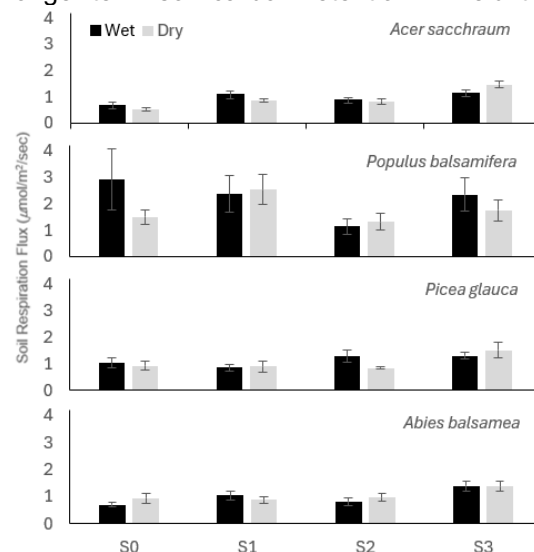 Wet Dry
Acer sacchraum
4
3
2
1
0
Populus balsamifera
4
3
2
1
0
Soil Respiration Flux (µmol/m²/sec)
Picea glauca
4
3
2
1
0
Abies balsamea
4
3
2
1
0
S0 S1 S2 S3